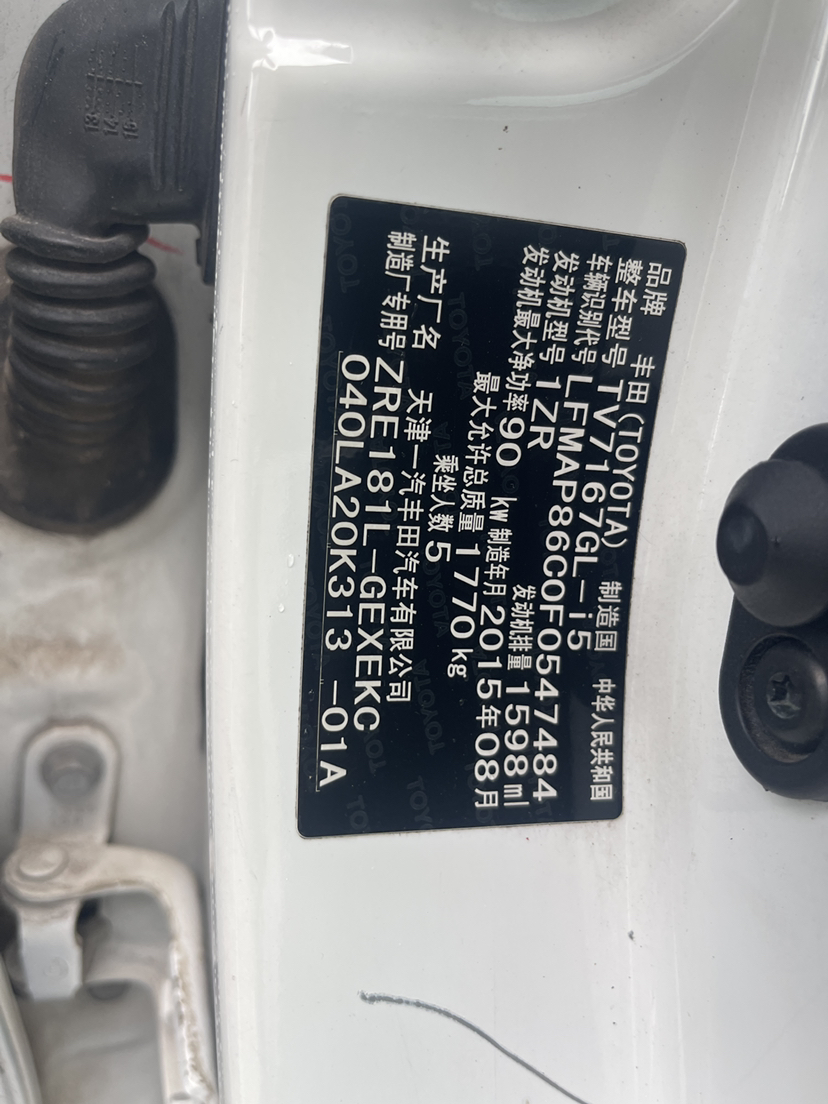 品牌 丰田(TOYOTA) 制造国 中华人民共和国
整车型号 TV7167GL-i5
车辆识别代号 LFMAP86C0F0547484
发动机型号 1ZR 发动机排量 1598ml
发动机最大净功率 90 kw 制造年月 2015年08月
最大允许总质量 1770kg
乘坐人数 5
生产厂名 天津一汽丰田汽车有限公司
制造厂专用号 ZRE181L-GEXEKC
040LA20K313 -01A